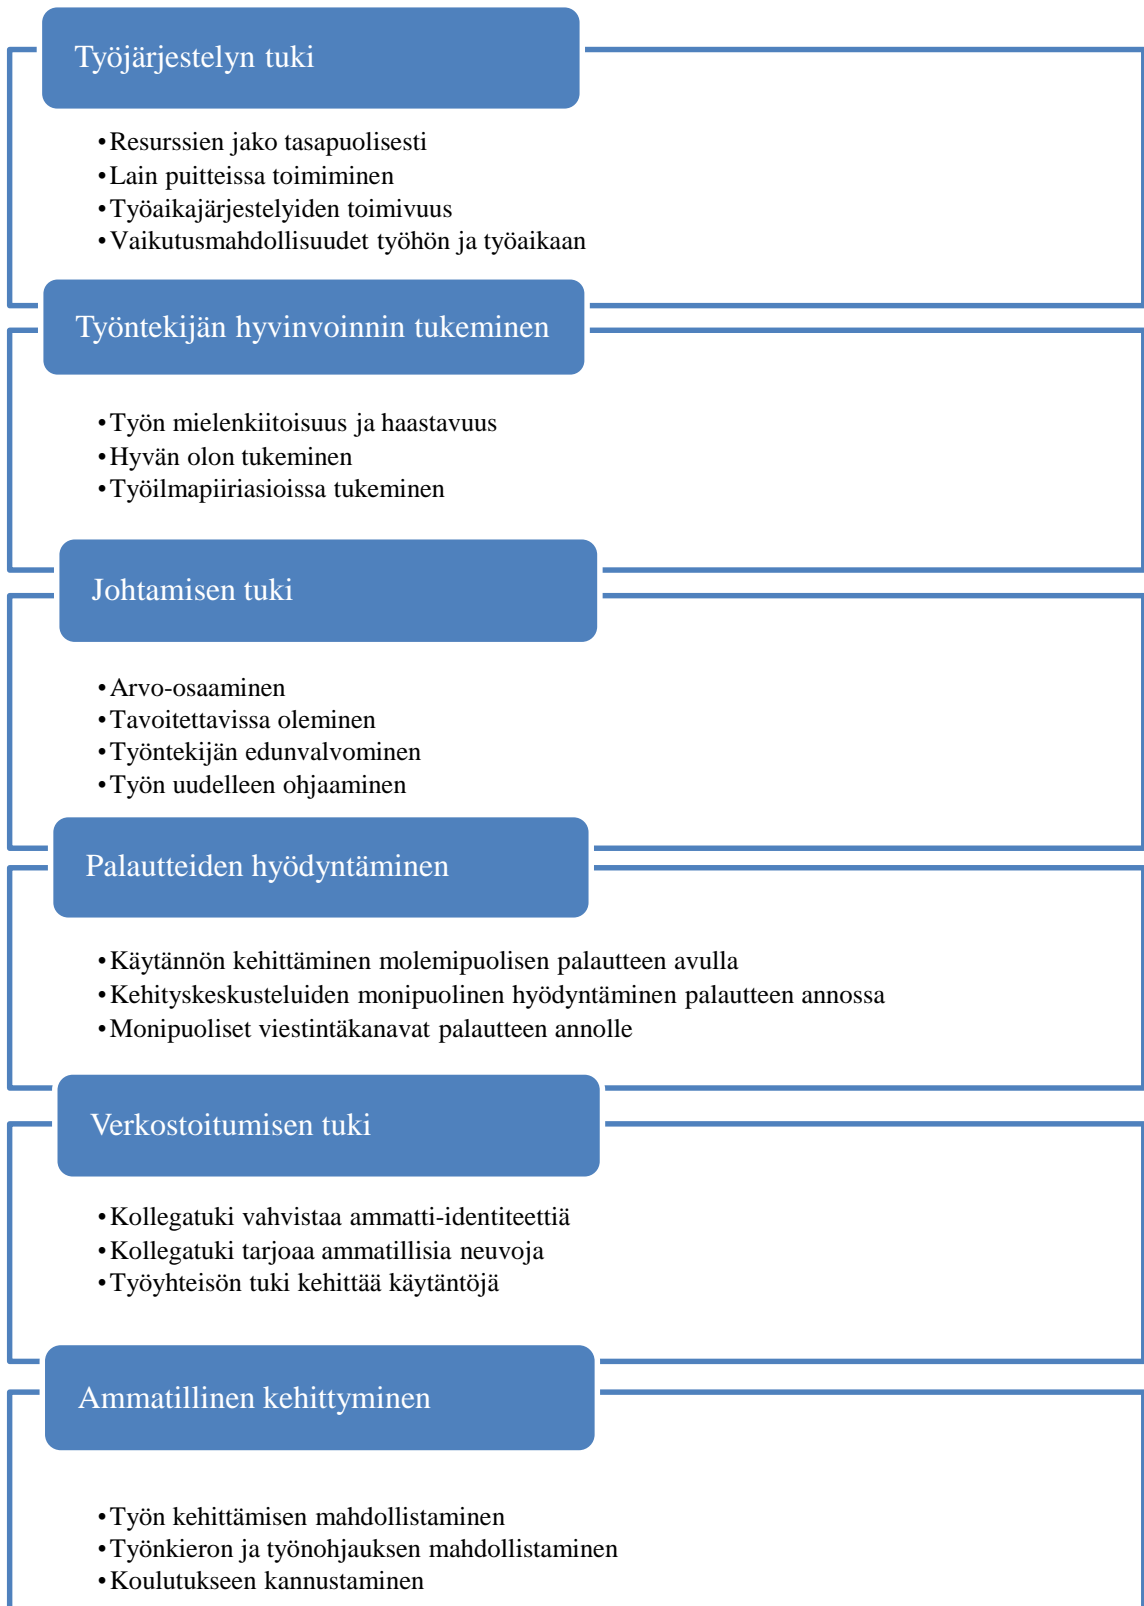 Työjärjestelyn tuki
•Resurssien jako tasapuolisesti
•Lain puitteissa toimiminen
•Työaikajärjestelyiden toimivuus
•Vaikutusmahdollisuudet työhön ja työaikaan
Työntekijän hyvinvoinnin tukeminen
•Työn mielenkiitoisuus ja haastavuus
•Hyvän olon tukeminen
•Työilmapiiriasioissa tukeminen
Johtamisen tuki
•Arvo-osaaminen
•Tavoitettavissa oleminen
•Työntekijän edunvalvominen
•Työn uudelleen ohjaaminen
Palautteiden hyödyntäminen
•Käytännön kehittäminen molemipuolisen palautteen avulla
•Kehityskeskusteluiden monipuolinen hyödyntäminen palautteen annossa
•Monipuoliset viestintäkanavat palautteen annolle
Verkostoitumisen tuki
•Kollegatuki vahvistaa ammatti-identiteettiä
•Kollegatuki tarjoaa ammatillisia neuvoja
•Työyhteisön tuki kehittää käytäntöjä
Ammatillinen kehittyminen
•Työn kehittämisen mahdollistaminen
•Työnkieron ja työnohjauksen mahdollistaminen
•Koulutukseen kannustaminen